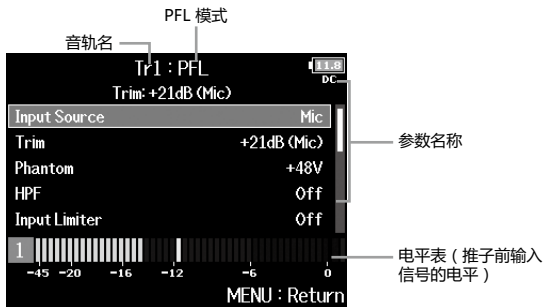 PFL 模式
音轨名
Tr1 : PFL
11.8
DC
Trim: +21dB (Mic)
Input Source Mic
Trim +21dB (Mic)
参数名称
Phantom +48V
HPF Off
Input Limiter Off
1
电平表（推子前输入
信号的电平）
-45 -20 -16 -12 -6 0
MENU : Return